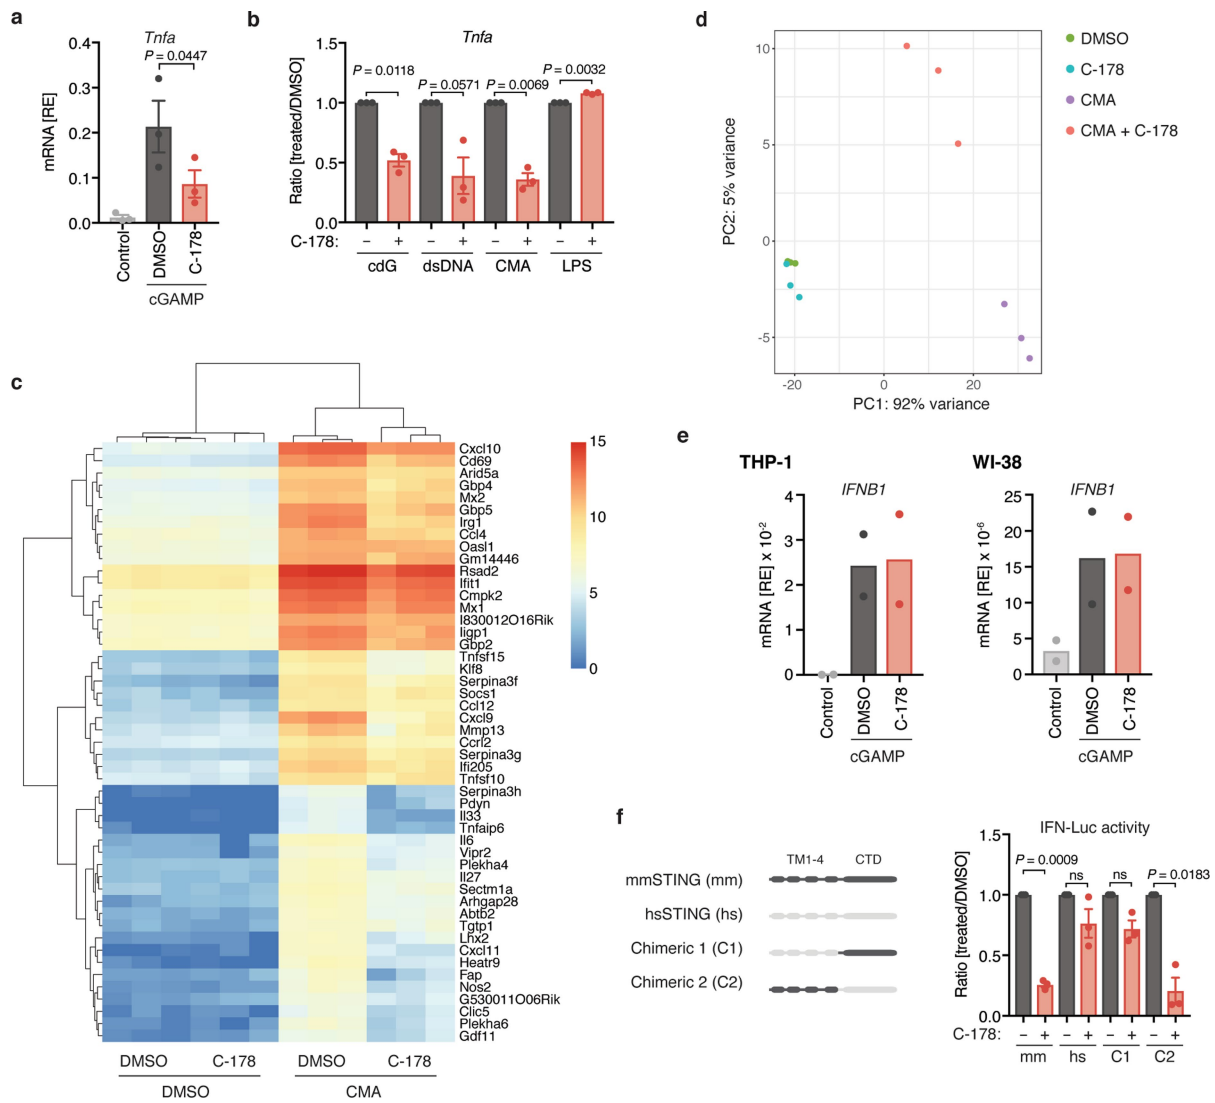 a
Tnfa
P = 0.0447
mRNA [RE]
0.4
0.3
0.2
0.1
0.0
Control
DMSO
C-178
cGAMP
b
Tnfa
P = 0.0118
P = 0.0571
P = 0.0069
P = 0.0032
Ratio [treated/DMSO]
1.5
1.0
0.5
0.0
C-178: – + – + – + – +
cdG dsDNA CMA LPS
c
Cxcl10
Cd69
Arid5a
Gbp4
Mx2
Gbp5
Irg1
Ccl4
Oasl1
Gm14446
Rsad2
Ifit1
Cmpk2
Mx1
I830012O16Rik
Iigp1
Gbp2
Tnfsf15
Klf8
Serpina3f
Socs1
Ccl12
Cxcl9
Mmp13
Ccrl2
Serpina3g
Ifi205
Tnfsf10
Serpina3h
Pdyn
Il33
Tnfaip6
Il6
Vipr2
Plekha4
Il27
Sectm1a
Arhgap28
Abtb2
Tgtp1
Lhx2
Cxcl11
Heatr9
Fap
Nos2
G530011O06Rik
Clic5
Plekha6
Gdf11
15
10
5
0
DMSO C-178 DMSO C-178
DMSO CMA
d
PC2: 5% variance
10
5
0
-5
-20 0 20
PC1: 92% variance
DMSO
C-178
CMA
CMA + C-178
e
THP-1
IFNB1
mRNA [RE] x 10-2
4
3
2
1
0
Control
DMSO
C-178
cGAMP
WI-38
IFNB1
mRNA [RE] x 10-6
25
20
15
10
5
0
Control
DMSO
C-178
cGAMP
f
TM1-4 CTD
mmSTING (mm)
hsSTING (hs)
Chimeric 1 (C1)
Chimeric 2 (C2)
IFN-Luc activity
P = 0.0009
ns
ns
P = 0.0183
Ratio [treated/DMSO]
1.5
1.0
0.5
0.0
C-178: – + – + – + – +
mm hs C1 C2